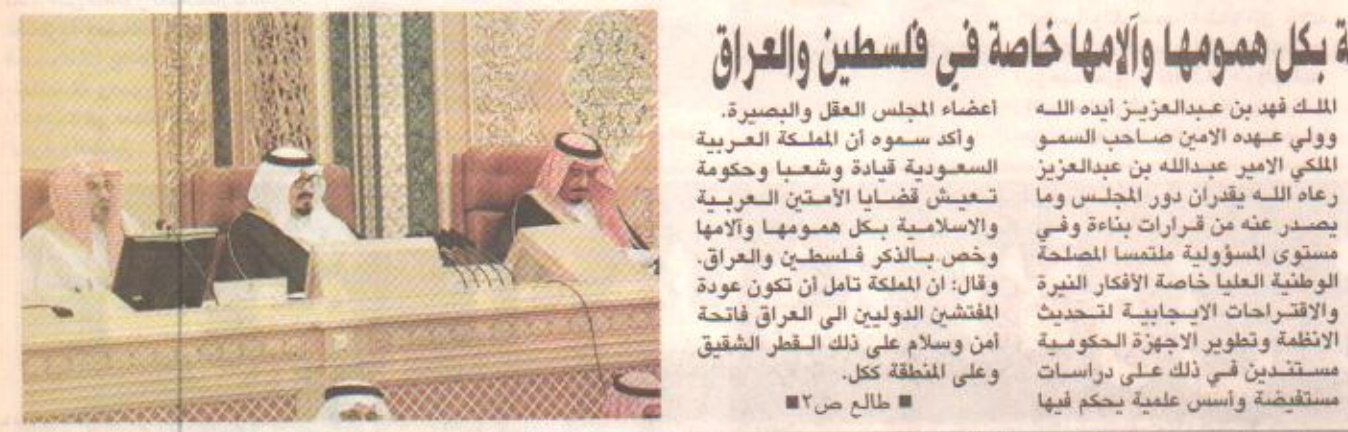 ة بكل همومها وآلامها خاصة في فلسطين والعراق
الملك فهد بن عبدالعزيز أيده الله
وولي عهده الامين صاحب السمو
الملكي الامير عبدالله بن عبدالعزيز
رعاه الله يقدران دور المجلس وما
يصدر عنه من قرارات بناءة وفي
مستوى المسؤولية ملتمسا المصلحة
الوطنية العليا خاصة الأفكار النيرة
والاقتراحات الايجابية لتحديث
الانظمة وتطوير الاجهزة الحكومية
مستندين في ذلك على دراسات
مستفيضة وأسس علمية يحكم فيها
أعضاء المجلس العقل والبصيرة.
وأكد سموه أن المملكة العربية
السعودية قيادة وشعبا وحكومة
تعيش قضايا الأمتين العربية
والاسلامية بكل همومها وآلامها
وخص بالذكر فلسطين والعراق.
وقال: ان المملكة تأمل أن تكون عودة
المفتشين الدوليين الى العراق فاتحة
أمن وسلام على ذلك القطر الشقيق
وعلى المنطقة ككل.
■ طالع ص٢■